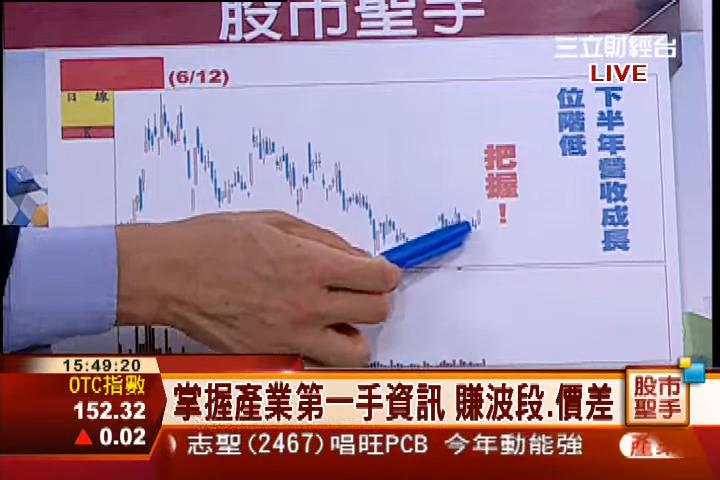 股市聖手
三立財經台
LIVE
(6/12)
日線
K
下半年營收成長
位階低
把握！
15:49:20
OTC指數
152.32
▲ 0.02
掌握產業第一手資訊 賺波段.價差
股市
聖手
志聖(2467)唱旺PCB 今年動能強
產業